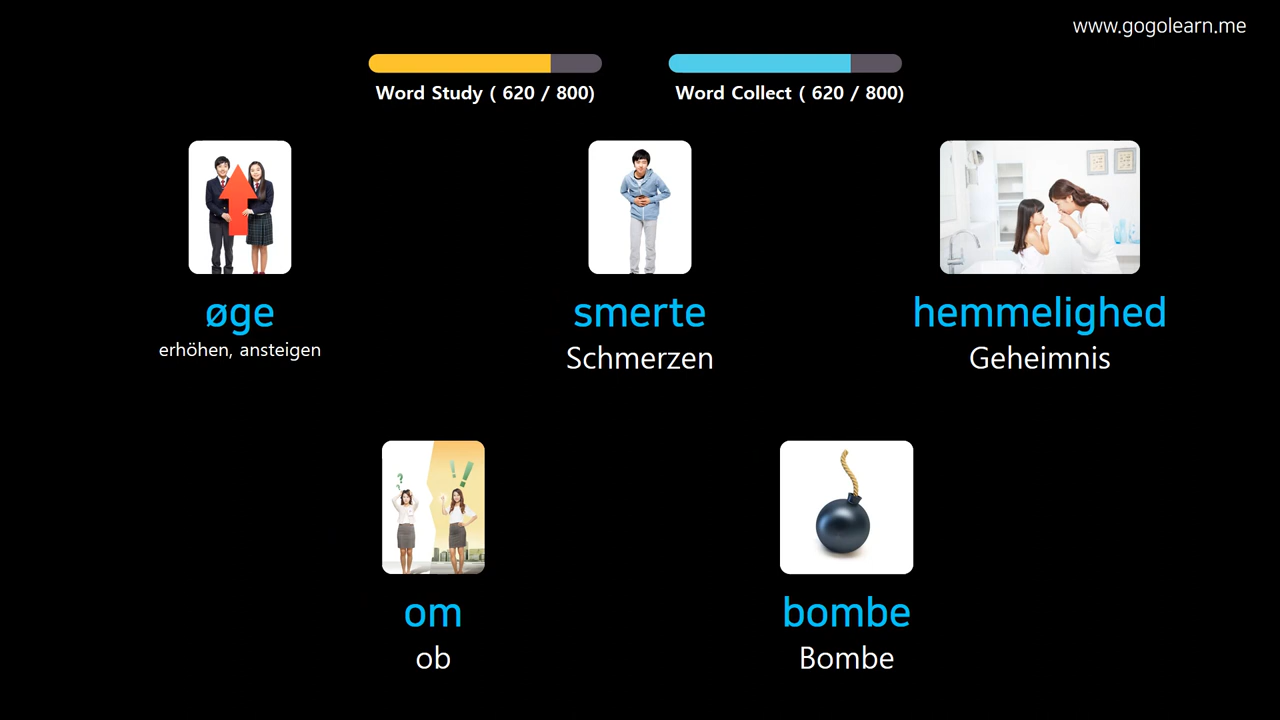 www.gogolearn.me
Word Study ( 620 / 800)
Word Collect ( 620 / 800)
øge
erhöhen, ansteigen
smerte
Schmerzen
hemmelighed
Geheimnis
om
ob
bombe
Bombe